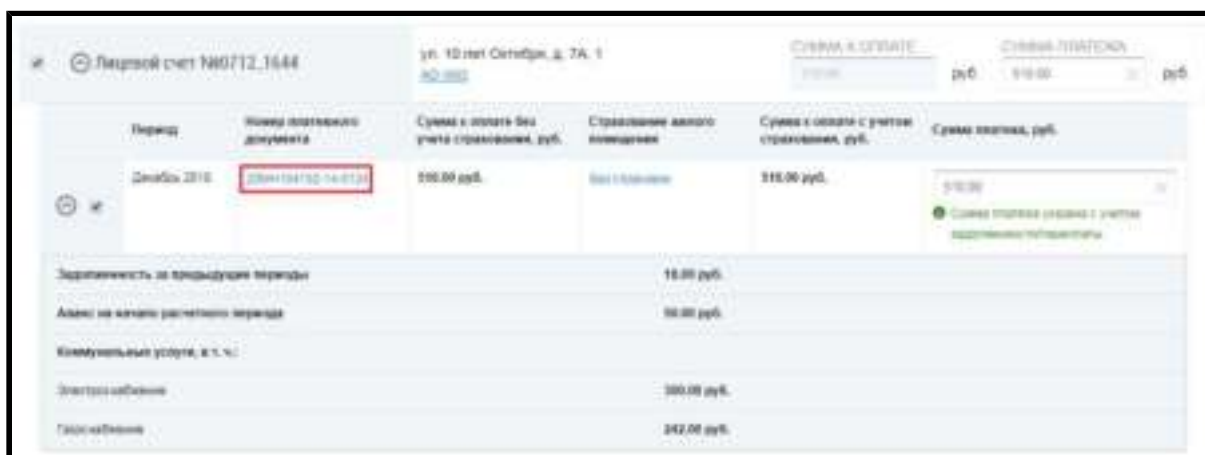 Лицевой счет №0712_1644
ул. 10 лет Октября, д. 7А, 1
СУММА К ОПЛАТЕ
руб
СУММА ПЛАТЕЖА
510.00
руб
Период
Номер платежного документа
Сумма к оплате без учета страхования, руб.
Страхование жилого помещения
Сумма к оплате с учетом страхования, руб.
Сумма платежа, руб.
Декабрь
510.00 руб.
510.00 руб.
510.00
Сумма платежа указана с учетом
задолженности/переплаты
Задолженность за предыдущие периоды
18.00 руб.
Аванс на начало расчетного периода
50.00 руб.
Коммунальные услуги, в т. ч.:
Электроснабжение
300.00 руб.
Газоснабжение
242.00 руб.